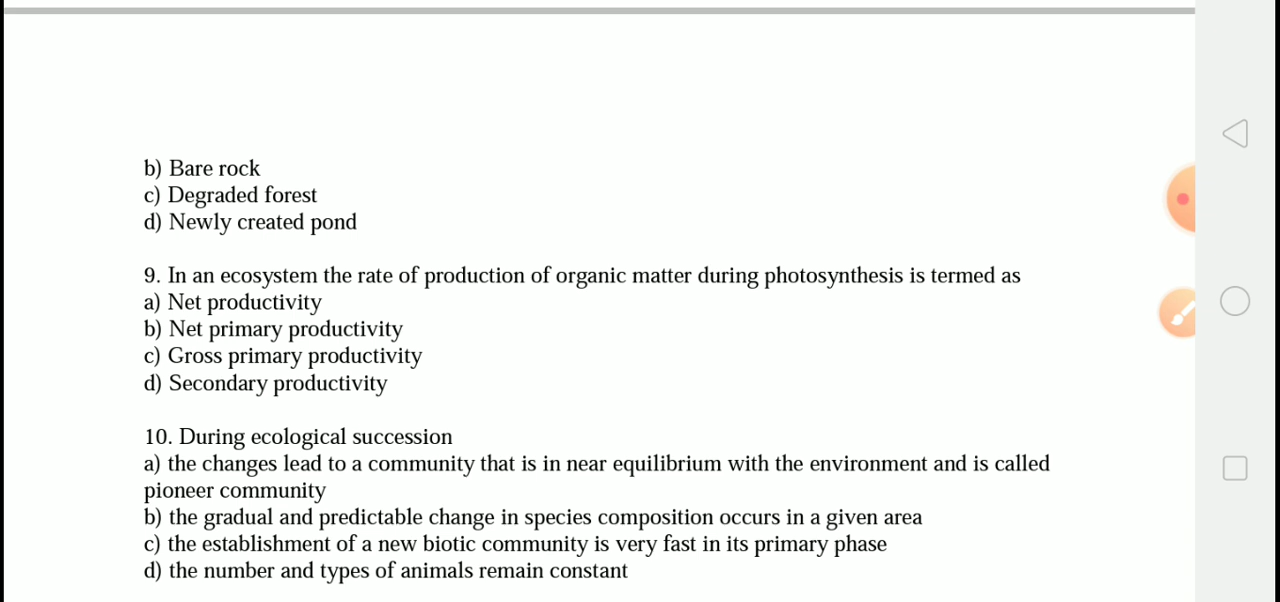 b) Bare rock
c) Degraded forest
d) Newly created pond
9. In an ecosystem the rate of production of organic matter during photosynthesis is termed as
a) Net productivity
b) Net primary productivity
c) Gross primary productivity
d) Secondary productivity
10. During ecological succession
a) the changes lead to a community that is in near equilibrium with the environment and is called
pioneer community
b) the gradual and predictable change in species composition occurs in a given area
c) the establishment of a new biotic community is very fast in its primary phase
d) the number and types of animals remain constant